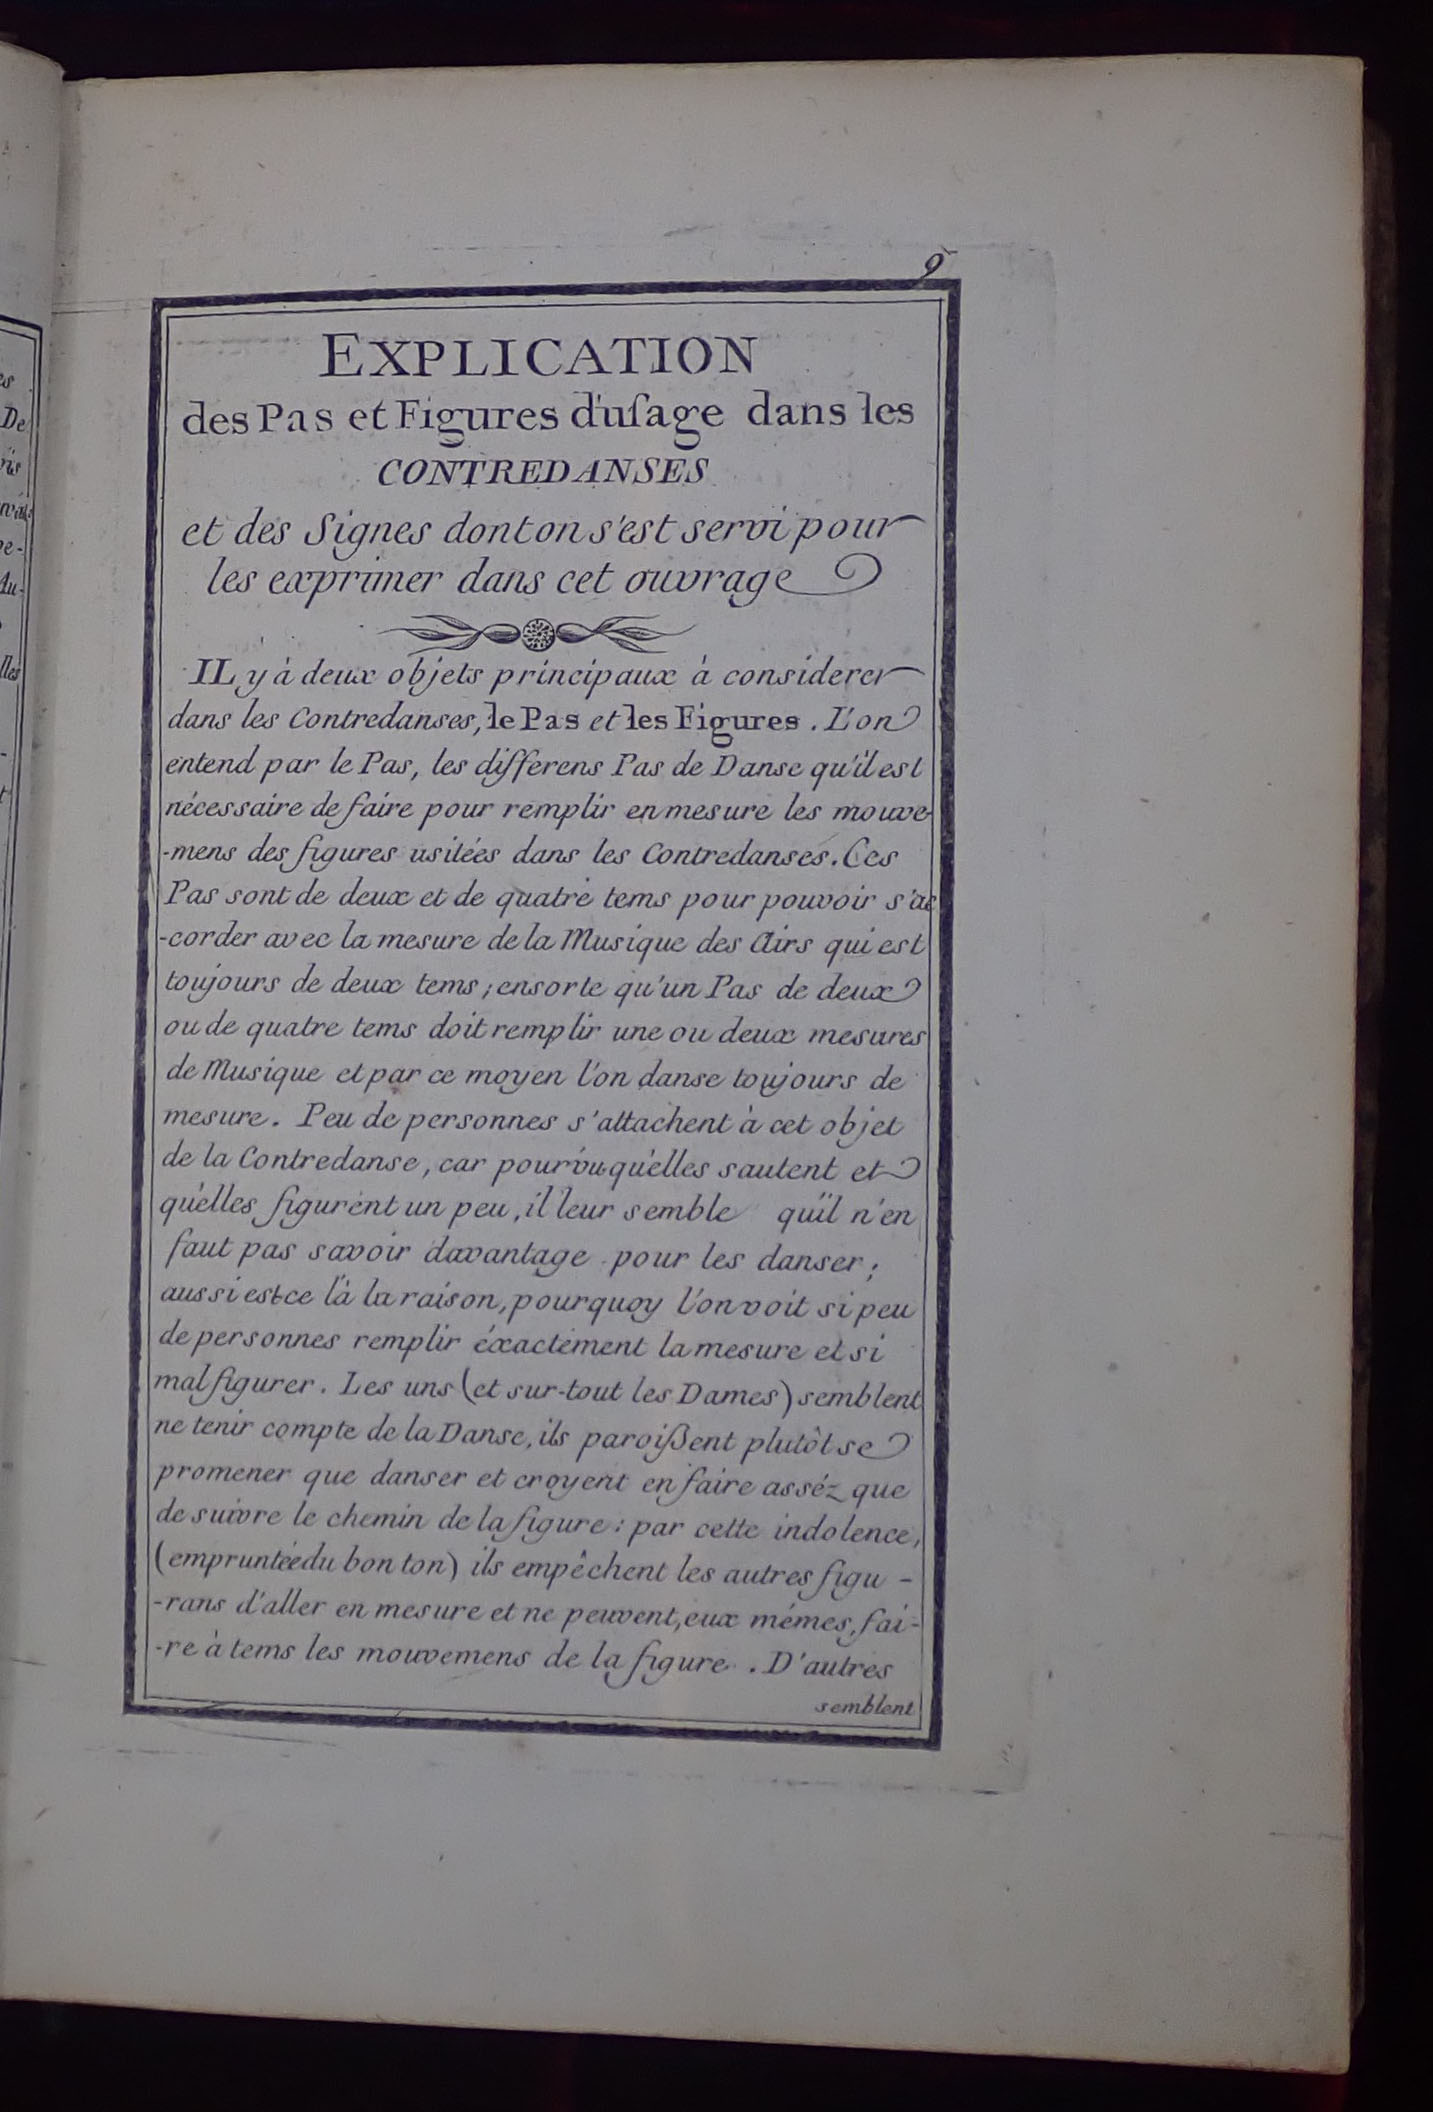 9
EXPLICATION
des Pas et Figures d'uſage dans les
CONTREDANSES
et des Signes dont on s'est servi pour
les exprimer dans cet ouvrage
IL y à deux objets principaux à considerer
dans les Contredanses, le Pas et les Figures. L'on
entend par le Pas, les differens Pas de Danse qu'il est
nécessaire de faire pour remplir en mesure les mouve-
-mens des figures usitées dans les Contredanses. Ces
Pas sont de deux et de quatre tems pour pouvoir s'ac
-corder avec la mesure de la Musique des Airs qui est
toujours de deux tems; ensorte qu'un Pas de deux
ou de quatre tems doit remplir une ou deux mesures
de Musique et par ce moyen l'on danse toujours de
mesure. Peu de personnes s'attachent à cet objet
de la Contredanse, car pourvu qu'elles sautent et
qu'elles figurent un peu, il leur semble qu'il n'en
faut pas savoir davantage pour les danser;
aussi est-ce là la raison, pourquoy l'on voit si peu
de personnes remplir éxactement la mesure et si
mal figurer. Les uns (et sur-tout les Dames) semblent
ne tenir compte de la Danse, ils paroißent plutôt se
promener que danser et croyent en faire asséz que
de suivre le chemin de la figure: par cette indolence,
(empruntée du bon ton) ils empêchent les autres figu-
-rans d'aller en mesure et ne peuvent, eux mémes, fai-
-re à tems les mouvemens de la figure. D'autres
semblent